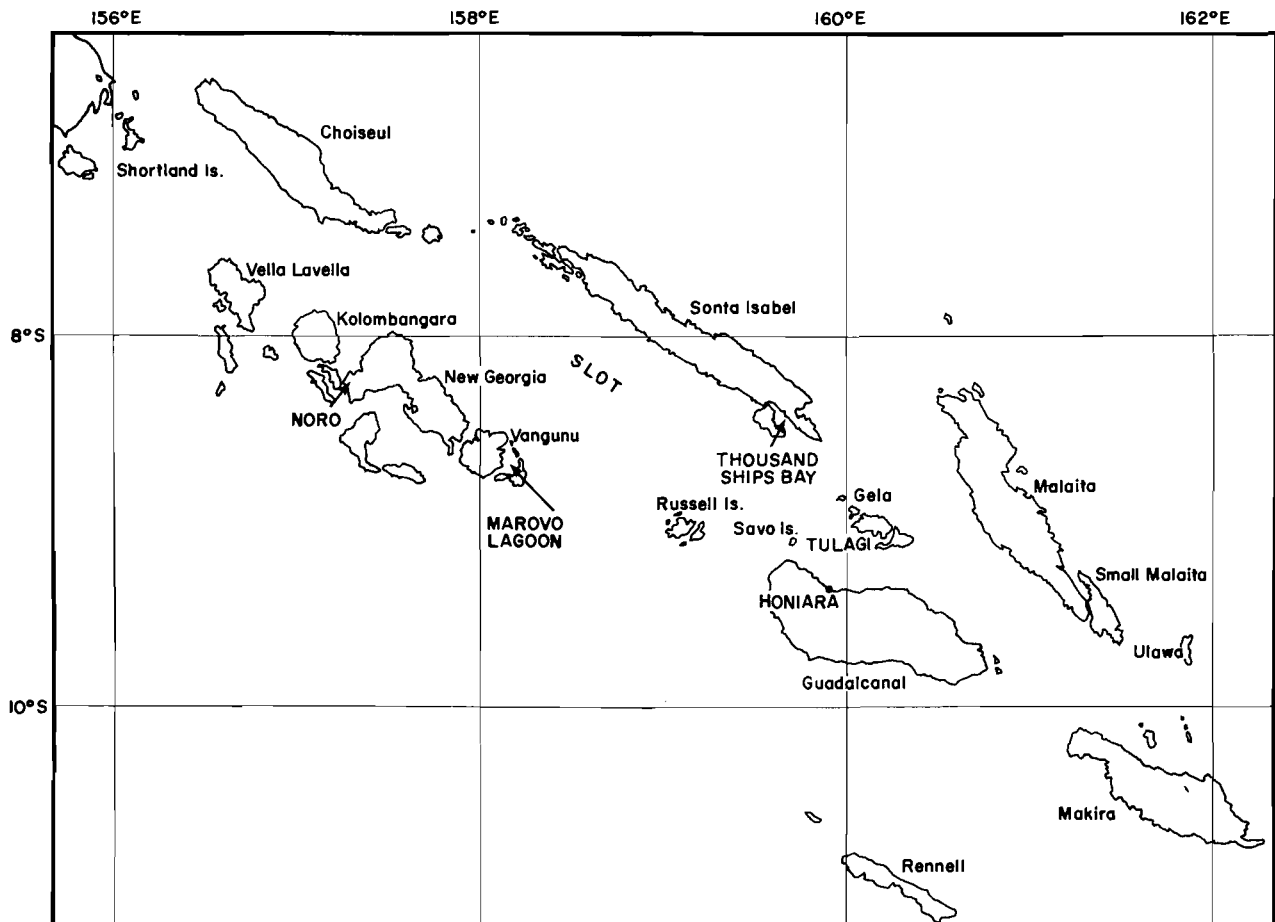 156°E 158°E 160°E 162°E
Choiseul
Shortland Is.
Vella Lavella
Sonta Isabel
Kolombangara
8°S
SLOT
New Georgia
NORO
Vangunu
THOUSAND
SHIPS BAY
Malaita
Gela
Russell Is.
MAROVO
LAGOON
Savo Is.
TULAGI
Small Malaita
HONIARA
Ulawa
Guadalcanal
10°S
Makira
Rennell